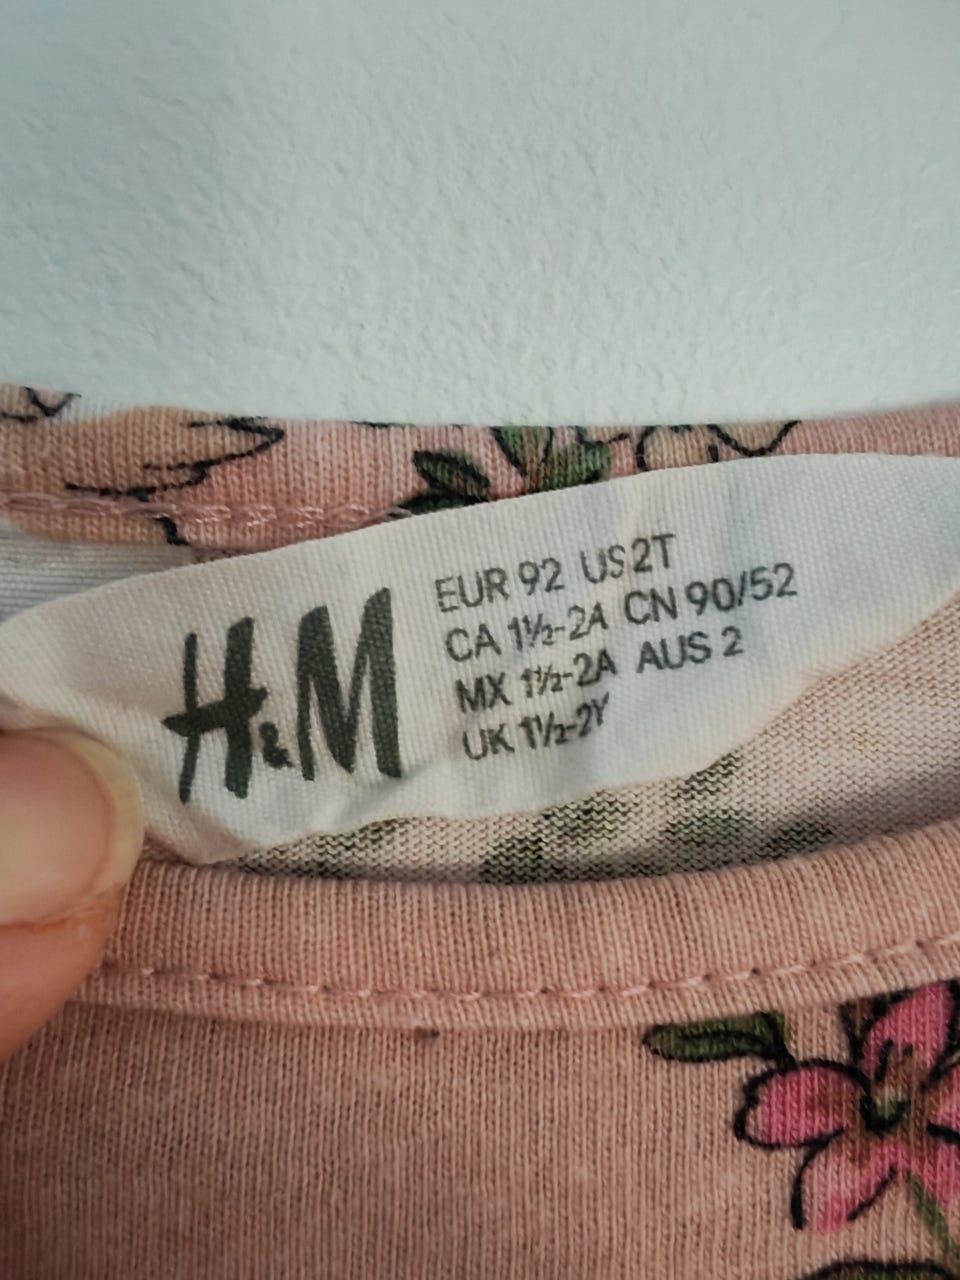 H&M
EUR 92 US 2T
CA 1½-2A CN 90/52
MX 1½-2A AUS 2
UK 1½-2Y